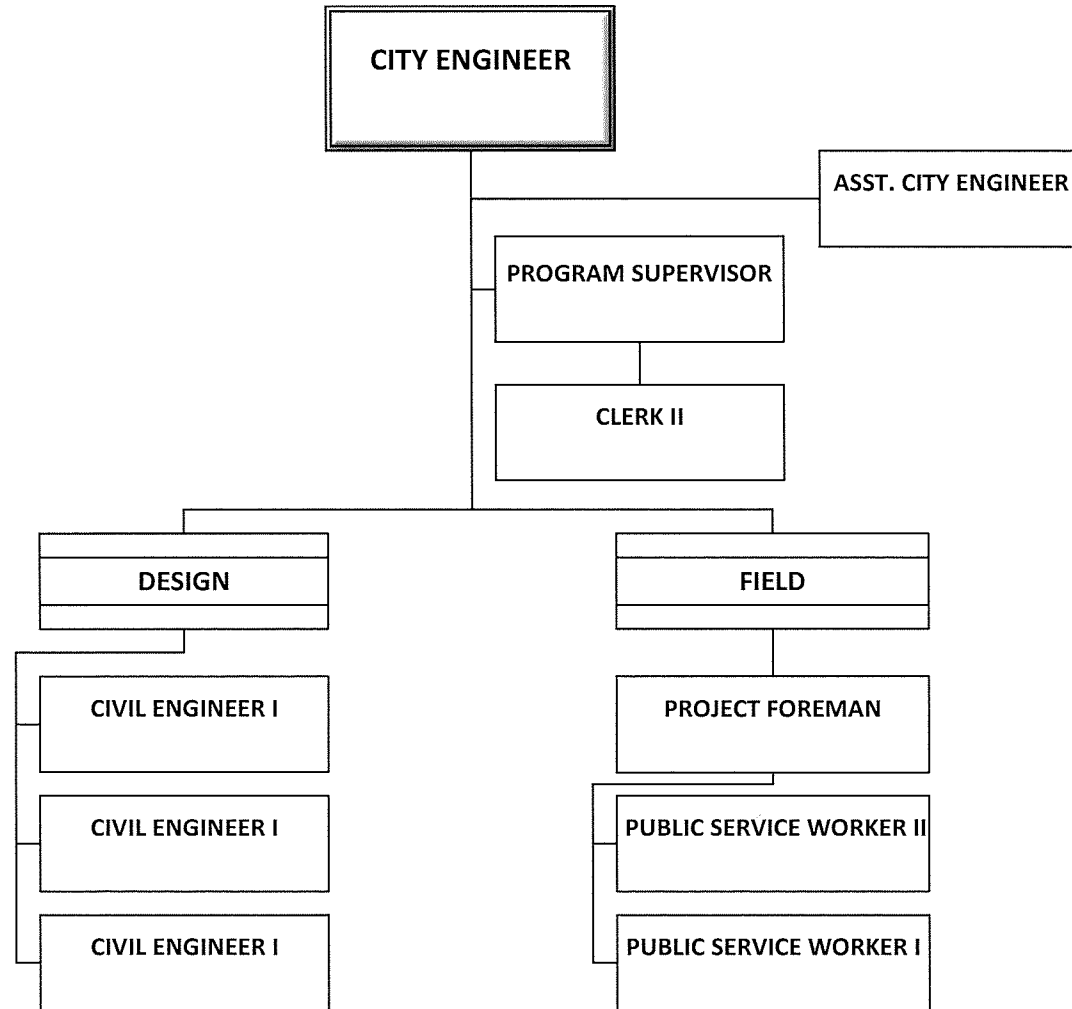 CITY ENGINEER
ASST. CITY ENGINEER
PROGRAM SUPERVISOR
CLERK II
DESIGN
FIELD
CIVIL ENGINEER I
PROJECT FOREMAN
CIVIL ENGINEER I
PUBLIC SERVICE WORKER II
CIVIL ENGINEER I
PUBLIC SERVICE WORKER I